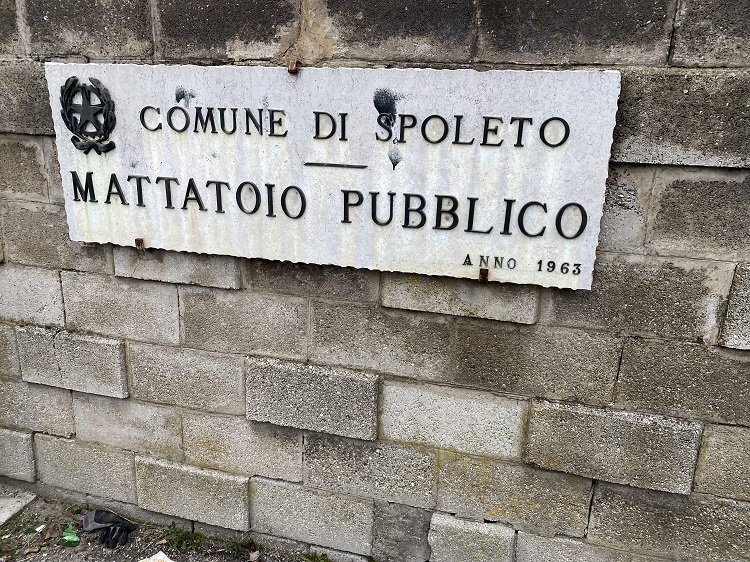 COMUNE DI SPOLETO
MATTATOIO PUBBLICO
ANNO 1963